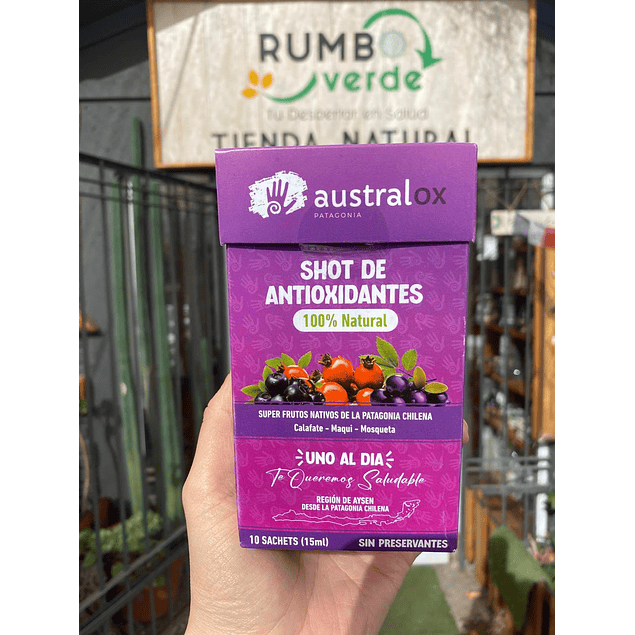 RUMBO
verde
Tu Despertar en Salud
TIENDA NATURAL
australox
PATAGONIA
SHOT DE
ANTIOXIDANTES
100% Natural
SUPER FRUTOS NATIVOS DE LA PATAGONIA CHILENA
Calafate - Maqui - Mosqueta
UNO AL DIA
Te Queremos Saludable
REGIÓN DE AYSEN
DESDE LA PATAGONIA CHILENA
10 SACHETS (15ml)
SIN PRESERVANTES